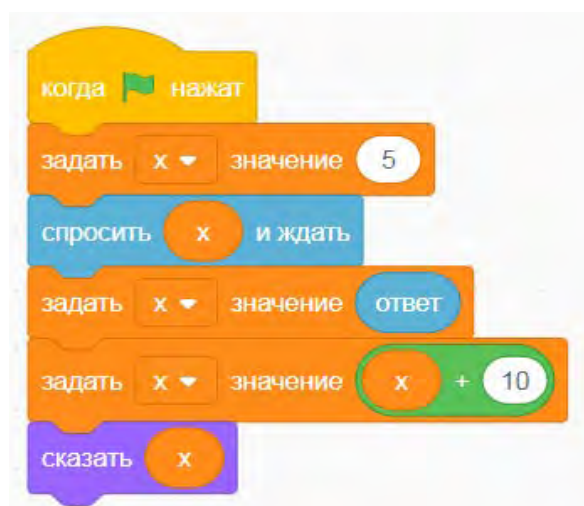 когда нажат
задать x значение 5
спросить x и ждать
задать x значение ответ
задать x значение x + 10
сказать x